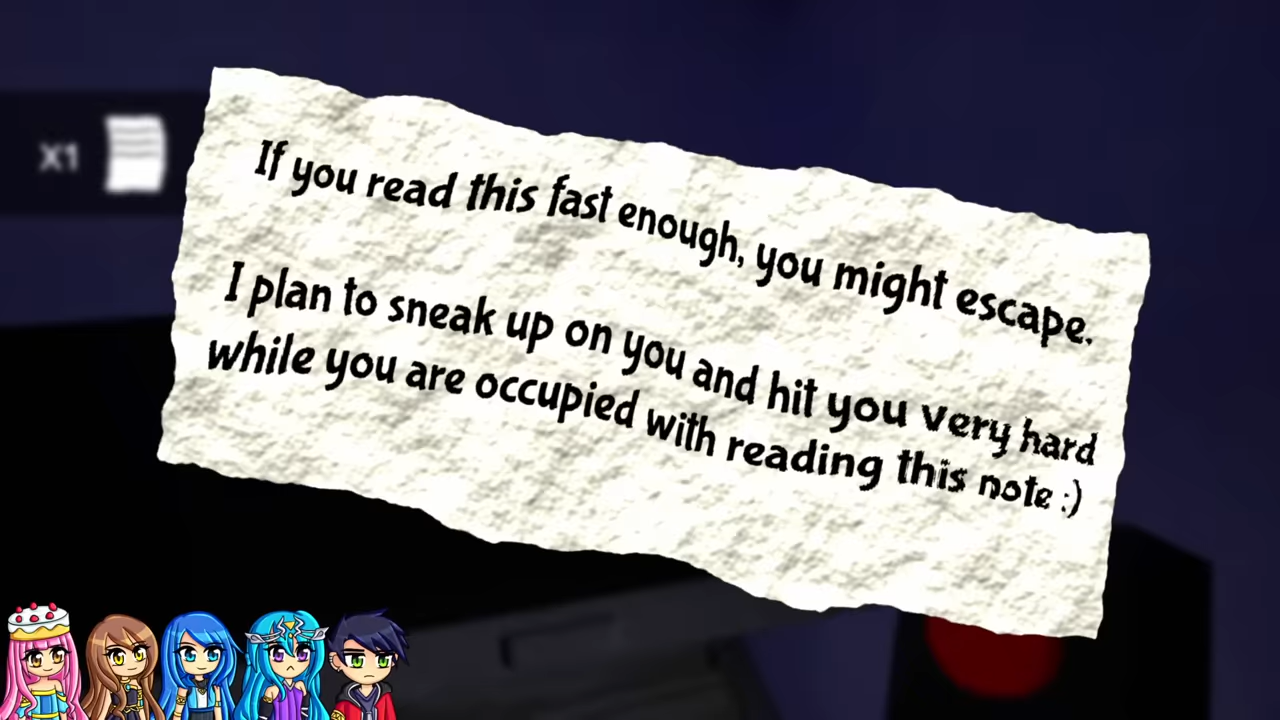 X1
If you read this fast enough, you might escape.
I plan to sneak up on you and hit you very hard
while you are occupied with reading this note :)